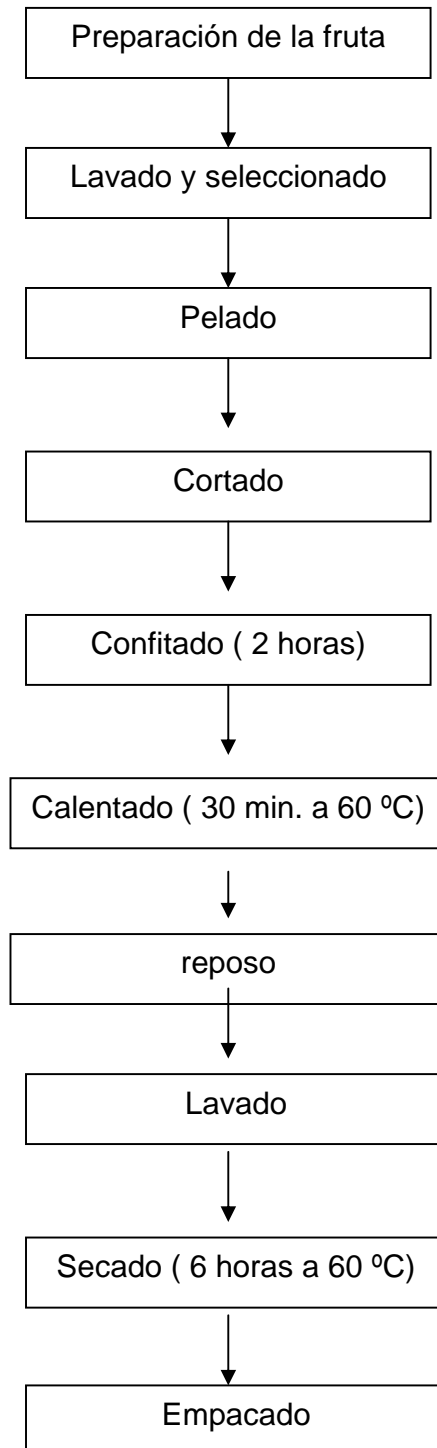 Preparación de la fruta
Lavado y seleccionado
Pelado
Cortado
Confitado ( 2 horas)
Calentado ( 30 min. a 60 ºC)
reposo
Lavado
Secado ( 6 horas a 60 ºC)
Empacado